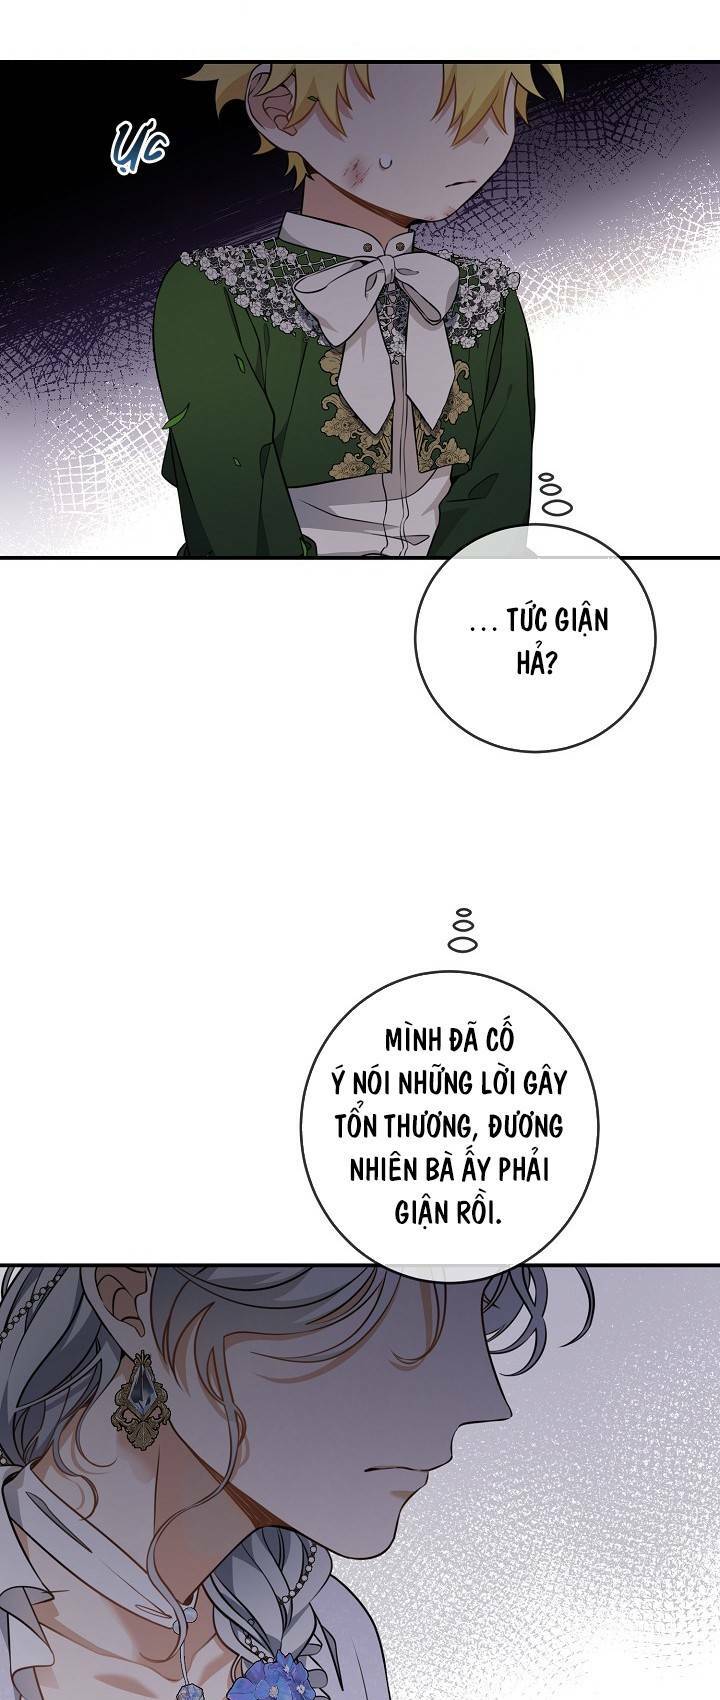 ực
... TỨC GIẬN
HẢ?
MÌNH ĐÃ CỐ
Ý NÓI NHỮNG LỜI GÂY
TỔN THƯƠNG, ĐƯƠNG
NHIÊN BÀ ẤY PHẢI
GIẬN RỒI.